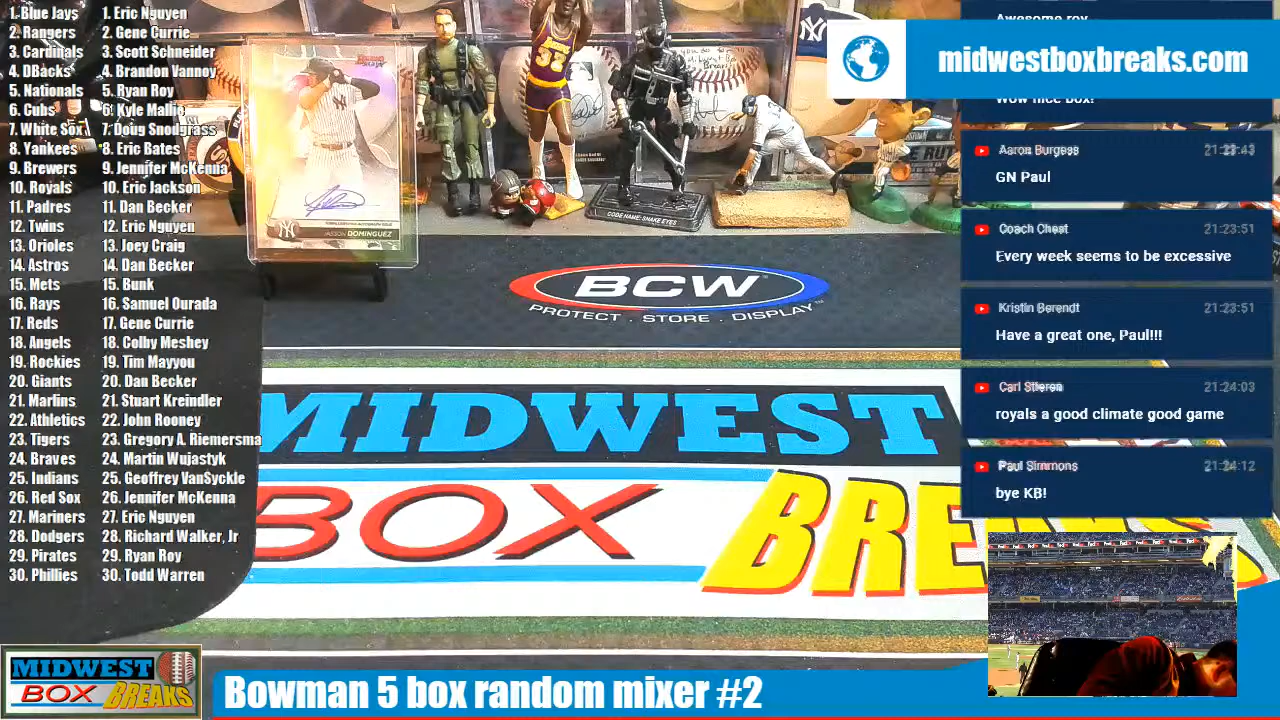 1. Blue Jays 1. Eric Nguyen
2. Rangers 2. Gene Currie
3. Cardinals 3. Scott Schneider
4. DBacks 4. Brandon Vannoy
5. Nationals 5. Ryan Roy
6. Cubs 6. Kyle Mallie
7. White Sox 7. Doug Snodgrass
8. Yankees 8. Eric Bates
9. Brewers 9. Jennifer McKenna
10. Royals 10. Eric Jackson
11. Padres 11. Dan Becker
12. Twins 12. Eric Nguyen
13. Orioles 13. Joey Craig
14. Astros 14. Dan Becker
15. Mets 15. Bunk
16. Rays 16. Samuel Ourada
17. Reds 17. Gene Currie
18. Angels 18. Colby Meshey
19. Rockies 19. Tim Mayyou
20. Giants 20. Dan Becker
21. Marlins 21. Stuart Kreindler
22. Athletics 22. John Rooney
23. Tigers 23. Gregory A. Riemersma
24. Braves 24. Martin Wujastyk
25. Indians 25. Geoffrey VanSyckle
26. Red Sox 26. Jennifer McKenna
27. Mariners 27. Eric Nguyen
28. Dodgers 28. Richard Walker, Jr
29. Pirates 29. Ryan Roy
30. Phillies 30. Todd Warren
DOMINGUEZ
32
CODE NAME: SNAKE EYES
BCW
PROTECT . STORE . DISPLAY
MIDWEST
BOX BRE
Awesome roy
midwestboxbreaks.com
Wow nice box!
Aaron Burgess 21:23:43
GN Paul
Coach Chest 21:23:51
Every week seems to be excessive
Kristin Berendt 21:23:51
Have a great one, Paul!!!
Carl Stieren 21:24:03
royals a good climate good game
Paul Simmons 21:24:12
bye KB!
MIDWEST
BOX BREAKS
Bowman 5 box random mixer #2